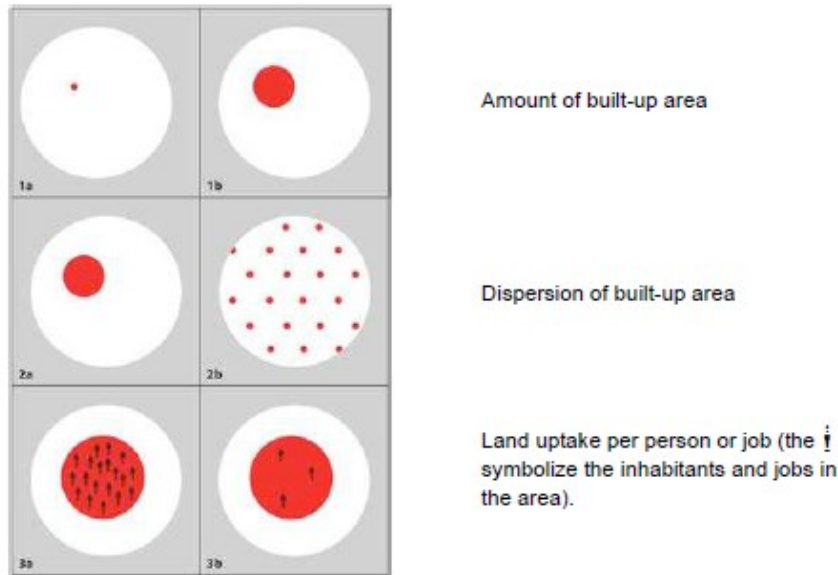 1a
1b
Amount of built-up area
2a
2b
Dispersion of built-up area
3a
3b
Land uptake per person or job (the
symbolize the inhabitants and jobs in
the area).